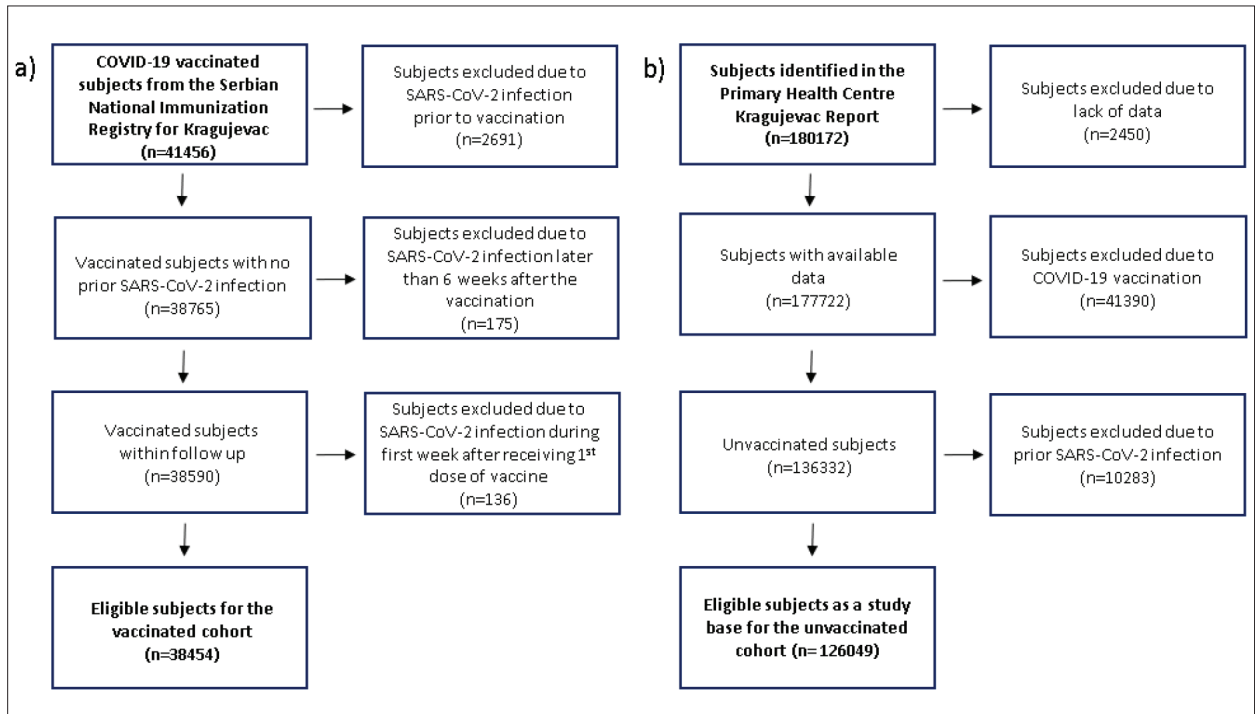 a)
COVID-19 vaccinated
subjects from the Serbian
National Immunization
Registry for Kragujevac
(n=41456)
Subjects excluded due to
SARS-CoV-2 infection
prior to vaccination
(n=2691)
Vaccinated subjects with no
prior SARS-CoV-2 infection
(n=38765)
Subjects excluded due to
SARS-CoV-2 infection later
than 6 weeks after the
vaccination
(n=175)
Vaccinated subjects
within follow up
(n=38590)
Subjects excluded due to
SARS-CoV-2 infection during
first week after receiving 1st
dose of vaccine
(n=136)
Eligible subjects for the
vaccinated cohort
(n=38454)
b)
Subjects identified in the
Primary Health Centre
Kragujevac Report
(n=180172)
Subjects excluded due to
lack of data
(n=2450)
Subjects with available
data
(n=177722)
Subjects excluded due to
COVID-19 vaccination
(n=41390)
Unvaccinated subjects
(n=136332)
Subjects excluded due to
prior SARS-CoV-2 infection
(n=10283)
Eligible subjects as a study
base for the unvaccinated
cohort (n= 126049)